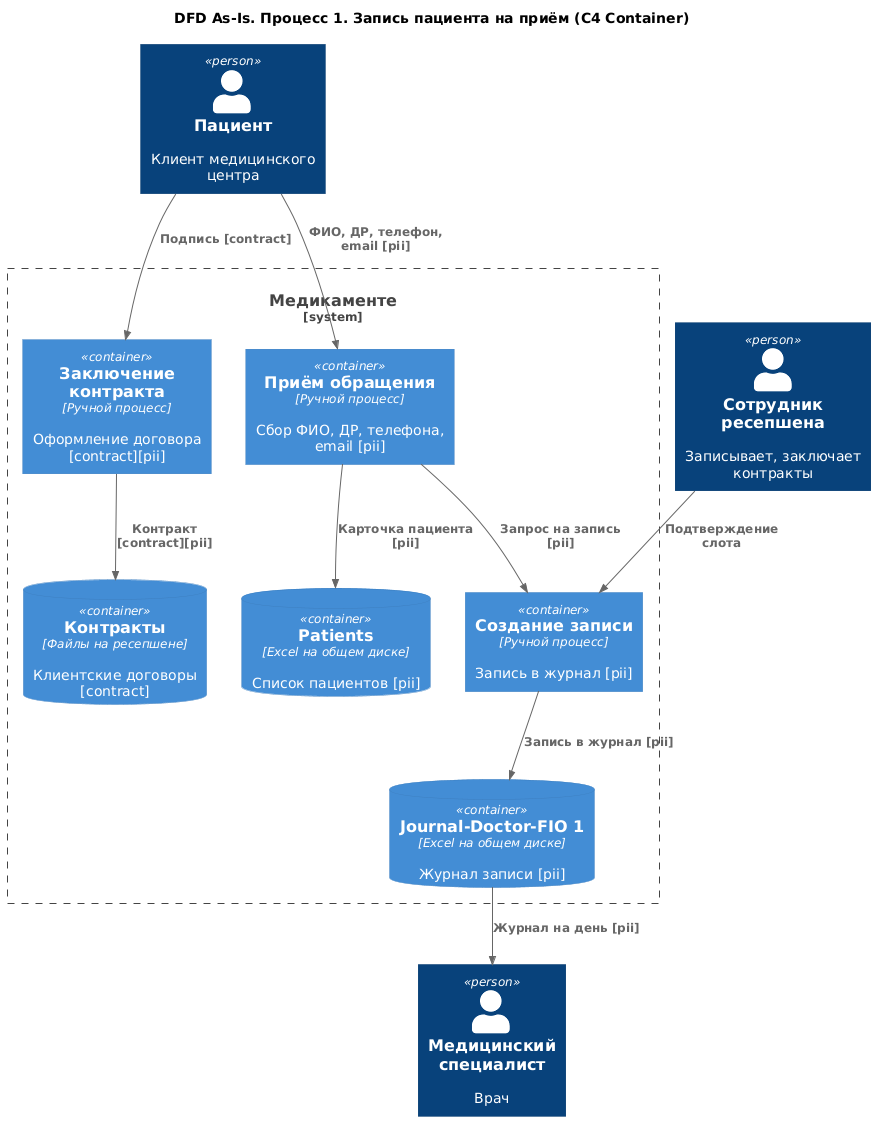 DFD As-Is. Процесс 1. Запись пациента на приём (C4 Container)
«person»
Пациент
Клиент медицинского
центра
Подпись [contract]
ФИО, ДР, телефон,
email [pii]
Медикаменте
[system]
«container»
Заключение
контракта
[Ручной процесс]
Оформление договора
[contract][pii]
«container»
Приём обращения
[Ручной процесс]
Сбор ФИО, ДР, телефона,
email [pii]
«person»
Сотрудник
ресепшена
Записывает, заключает
контракты
Контракт
[contract][pii]
Карточка пациента
[pii]
Запрос на запись
[pii]
Подтверждение
слота
«container»
Контракты
[Файлы на ресепшене]
Клиентские договоры
[contract]
«container»
Patients
[Excel на общем диске]
Список пациентов [pii]
«container»
Создание записи
[Ручной процесс]
Запись в журнал [pii]
Запись в журнал [pii]
«container»
Journal-Doctor-FIO 1
[Excel на общем диске]
Журнал записи [pii]
Журнал на день [pii]
«person»
Медицинский
специалист
Врач